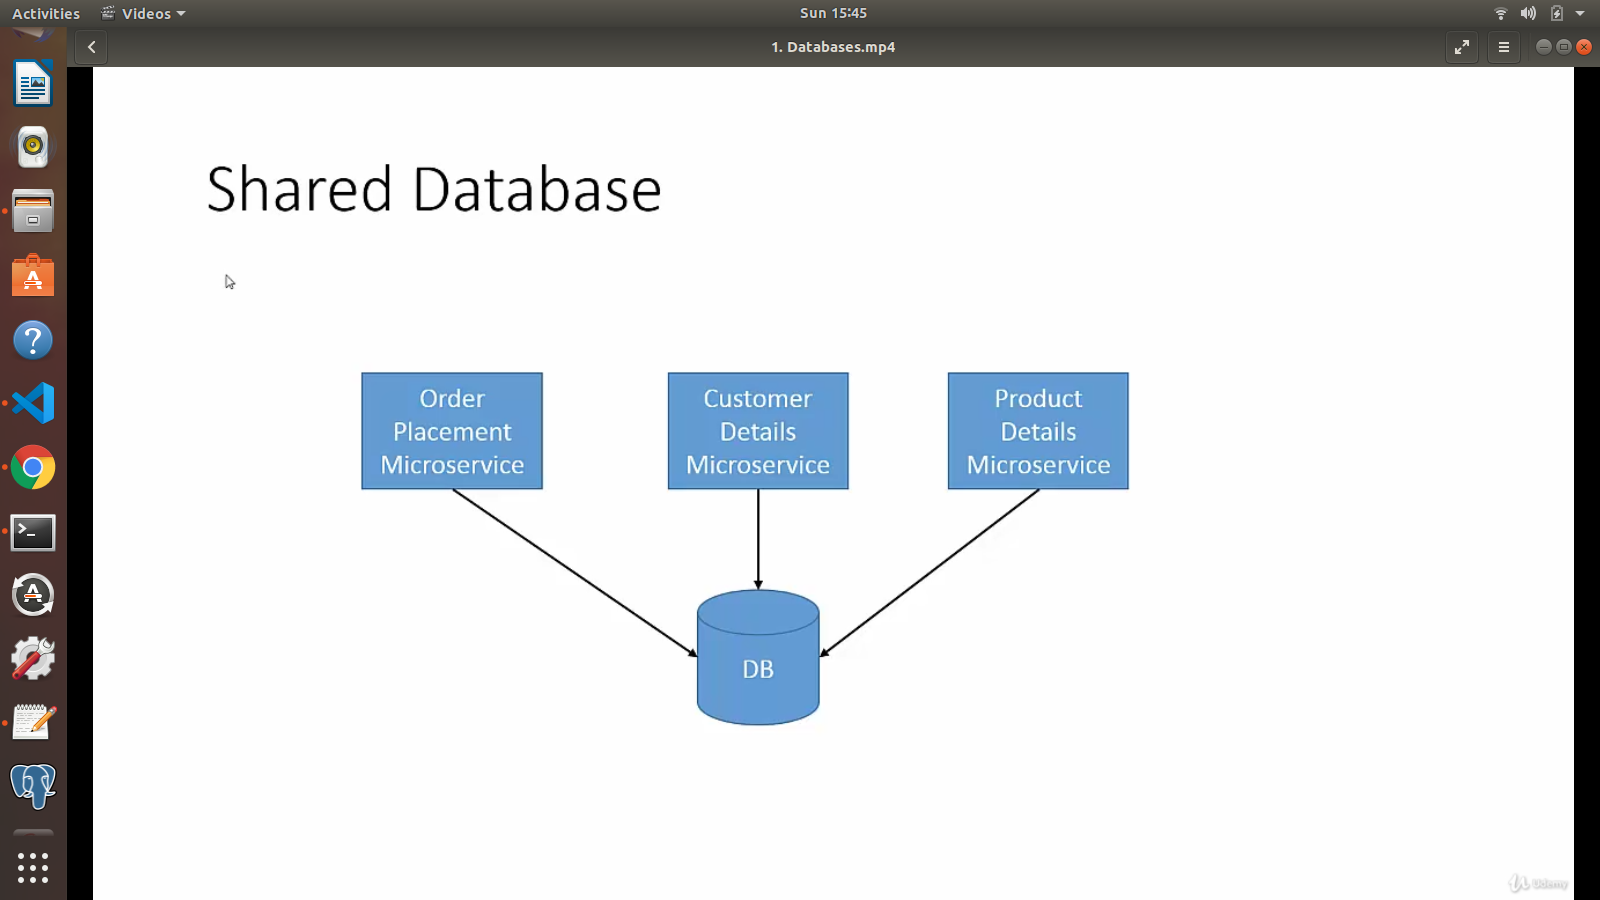 Activities
Videos
Sun 15:45
1. Databases.mp4
Shared Database
Order
Placement
Microservice
Customer
Details
Microservice
Product
Details
Microservice
DB
Udemy